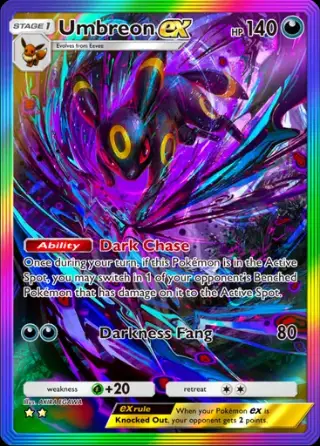 STAGE 1
Umbreon ex
HP 140
Evolves from Eevee
Ability Dark Chase
Once during your turn, if this Pokémon is in the Active
Spot, you may switch in 1 of your opponent's Benched
Pokémon that has damage on it to the Active Spot.
Darkness Fang 80
weakness +20 retreat
Illus. AKIRA EGAWA
ex rule When your Pokémon ex is
Knocked Out, your opponent gets 2 points.